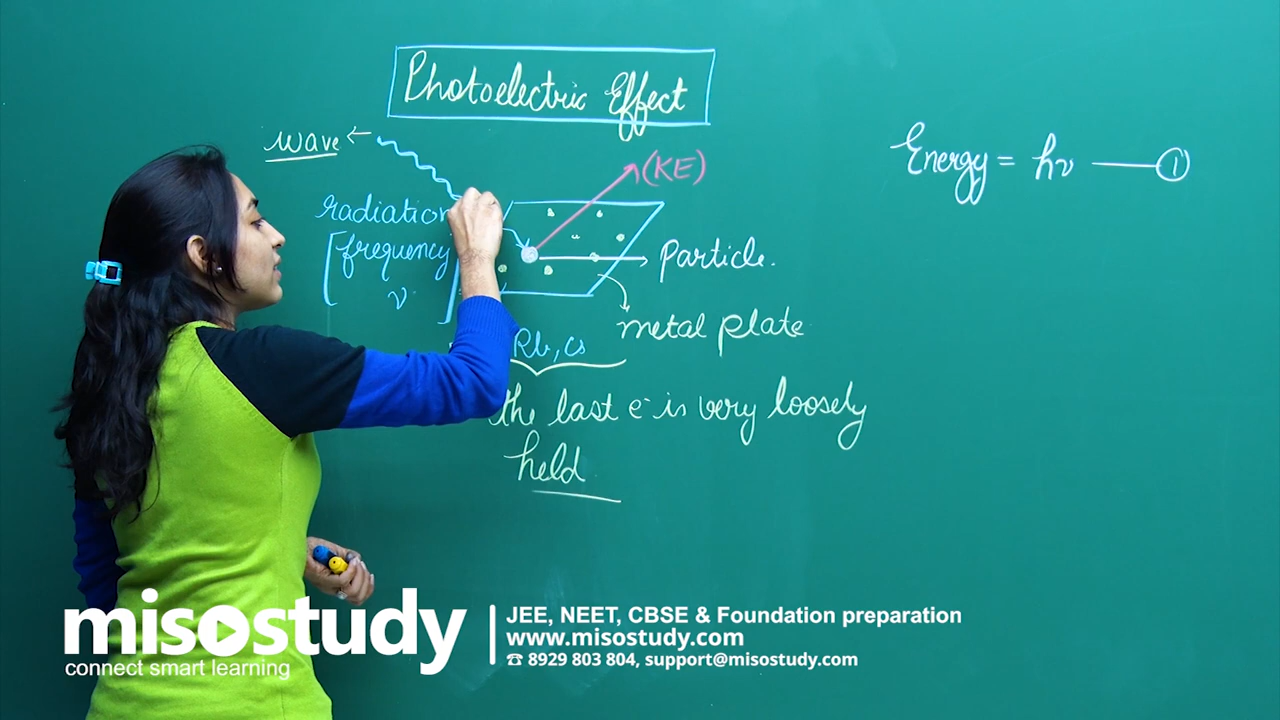 Photoelectric Effect
wave
(KE)
radiation
[frequency
ν]
particle.
metal plate
Rb, Cs
the last e⁻ is very loosely
held
Energy = hν ——— ①
misostudy
connect smart learning
JEE, NEET, CBSE & Foundation preparation
www.misostudy.com
☎ 8929 803 804, support@misostudy.com